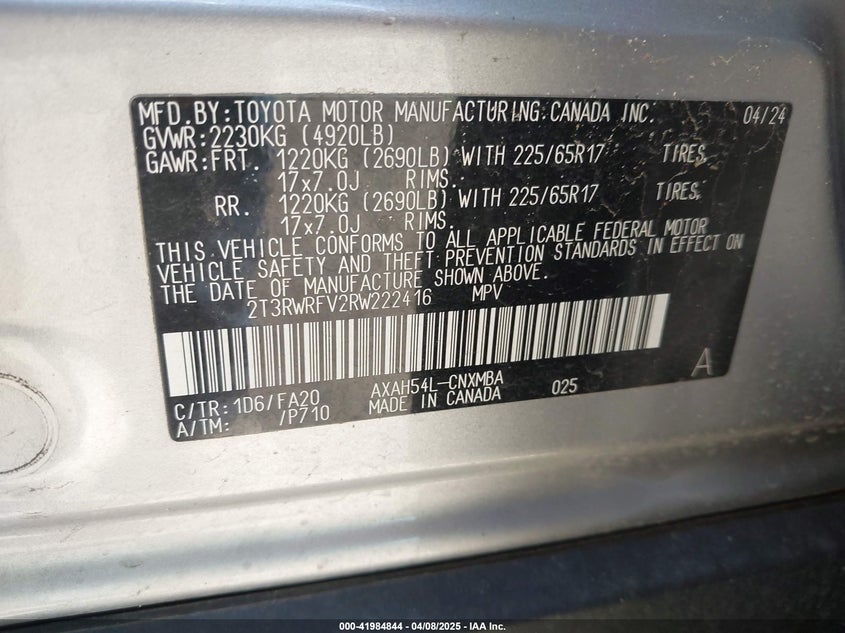 MFD.BY:TOYOTA MOTOR MANUFACTURING CANADA INC. 04/24
GVWR:2230KG (4920LB)
GAWR:FRT. 1220KG (2690LB) WITH 225/65R17 TIRES,
17x7.0J RIMS.
RR. 1220KG (2690LB) WITH 225/65R17 TIRES,
17x7.0J RIMS.
THIS VEHICLE CONFORMS TO ALL APPLICABLE FEDERAL MOTOR
VEHICLE SAFETY AND THEFT PREVENTION STANDARDS IN EFFECT ON
THE DATE OF MANUFACTURE SHOWN ABOVE.
2T3RWRFV2RW222416 MPV
A
C/TR:1D6/FA20 AXAH54L-CNXMBA 025
A/TM: /P710 MADE IN CANADA
000-41984844 / 04/08/2025 - IAA Inc.